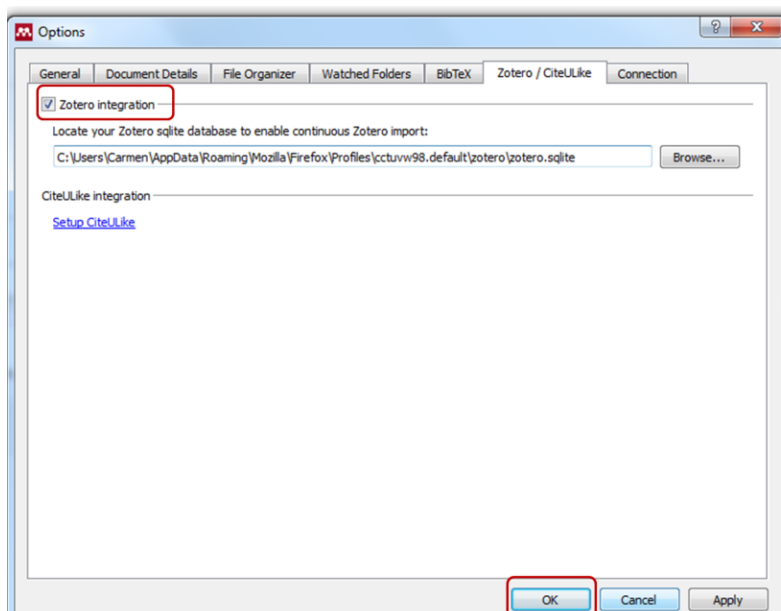 Options
General Document Details File Organizer Watched Folders BibTeX Zotero / CiteULike Connection
Zotero integration
Locate your Zotero sqlite database to enable continuous Zotero import:
C:\Users\Carmen\AppData\Roaming\Mozilla\Firefox\Profiles\cctuvw98.default\zotero\zotero.sqlite Browse...
CiteULike integration
Setup CiteULike
OK Cancel Apply